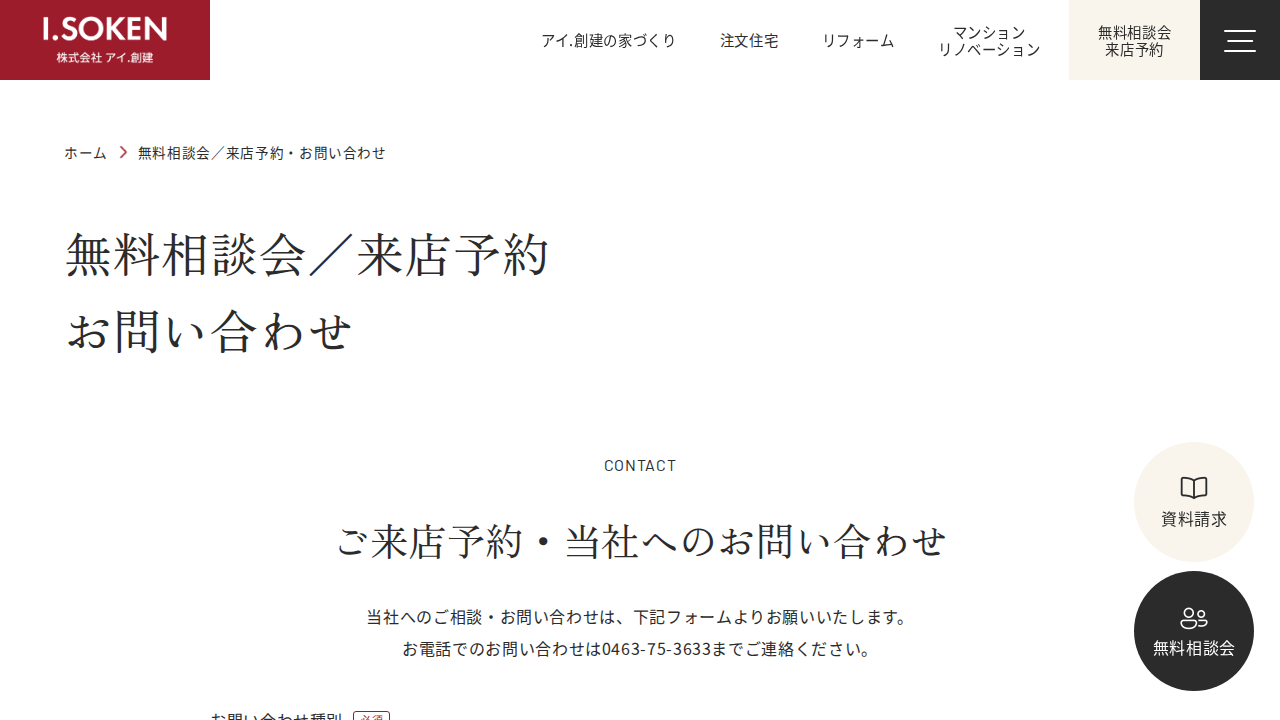 I.SOKEN
株式会社 アイ.創建
アイ.創建の家づくり
注文住宅
リフォーム
マンション
リノベーション
無料相談会
来店予約
ホーム
無料相談会／来店予約・お問い合わせ
無料相談会／来店予約
お問い合わせ
CONTACT
ご来店予約・当社へのお問い合わせ
当社へのご相談・お問い合わせは、下記フォームよりお願いいたします。
お電話でのお問い合わせは0463-75-3633までご連絡ください。
資料請求
無料相談会
お問い合わせ種別 必須